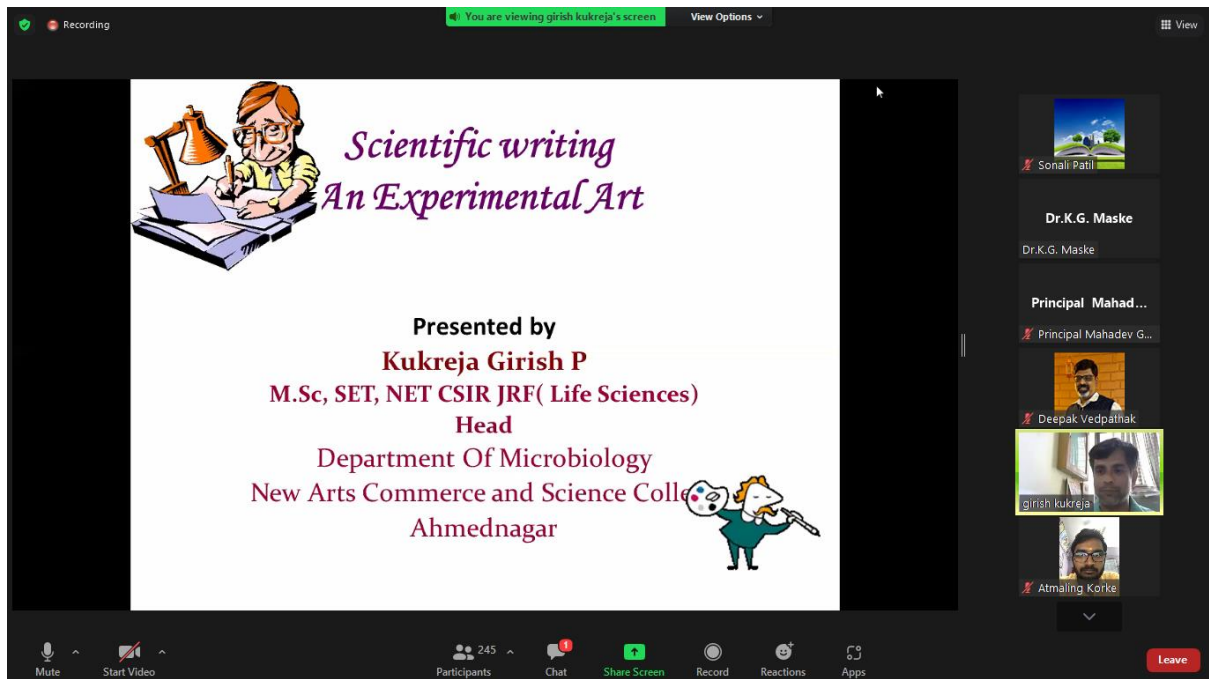 Recording
You are viewing girish kukreja's screen
View Options
View
Scientific writing
An Experimental Art
Presented by
Kukreja Girish P
M.Sc, SET, NET CSIR JRF( Life Sciences)
Head
Department Of Microbiology
New Arts Commerce and Science Colle
Ahmednagar
Sonali Patil
Dr.K.G. Maske
Dr.K.G. Maske
Principal Mahad...
Principal Mahadev G...
Deepak Vedpathak
girish kukreja
Atmaling Korke
Mute
Start Video
245
Participants
1
Chat
Share Screen
Record
Reactions
Apps
Leave